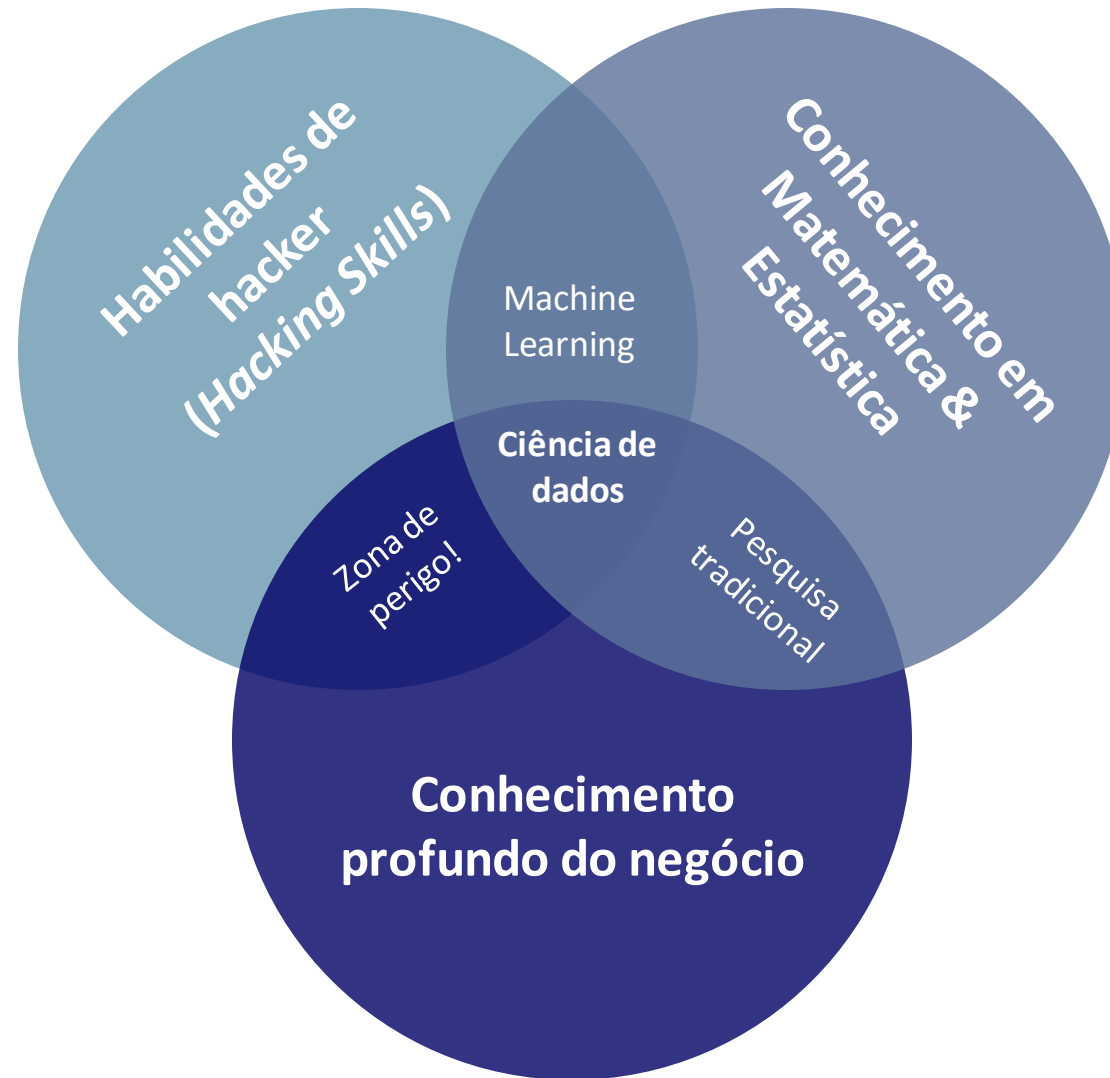 Habilidades de
hacker
(Hacking Skills)
Conhecimento em
Matemática &
Estatística
Machine
Learning
Ciência de
dados
Zona de
perigo!
Pesquisa
tradicional
Conhecimento
profundo do negócio